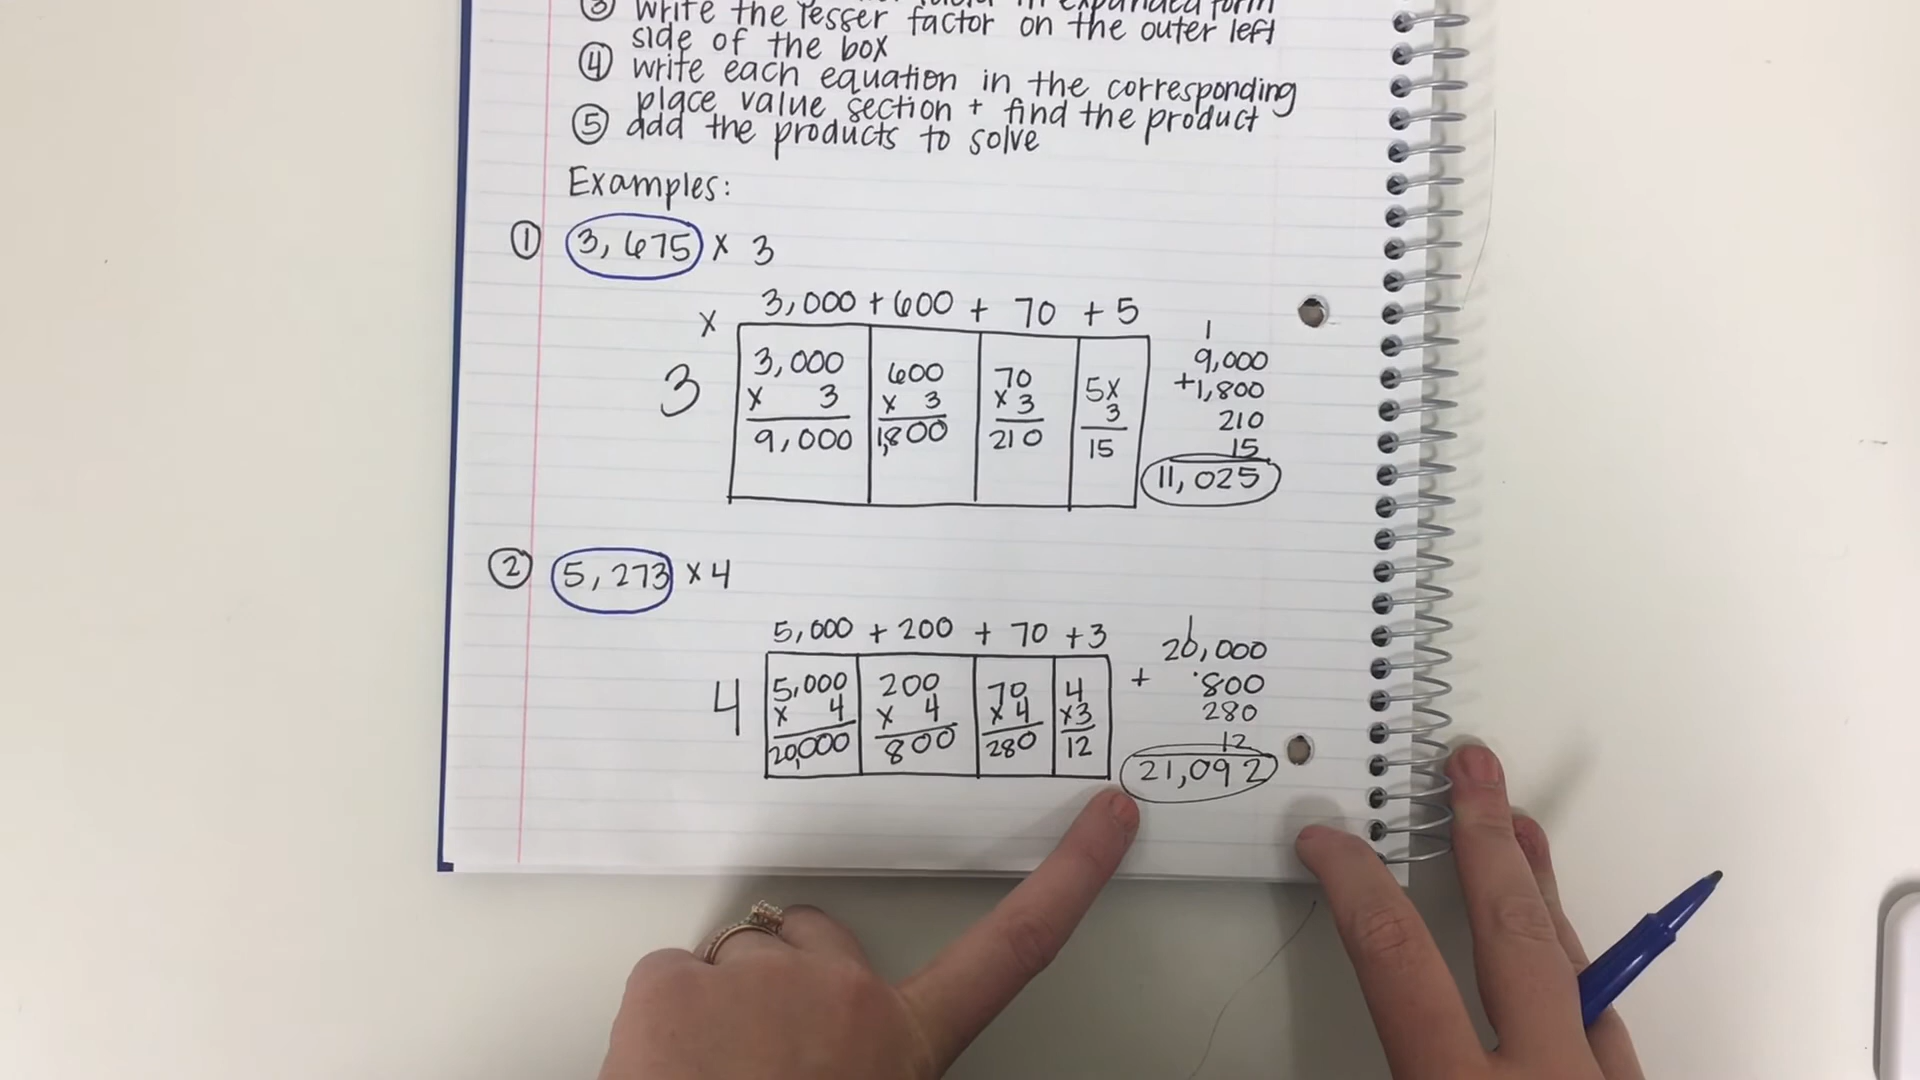 ③ write the lesser factor on the outer left
side of the box
④ write each equation in the corresponding
place value section + find the product
⑤ add the products to solve
Examples:
① 3,675 x 3
3,000 + 600 + 70 + 5
x
3
3,000 600 70 5x
x 3 x 3 x 3 3
9,000 1,800 210 15
1
9,000
+1,800
210
15
11,025
② 5,273 x 4
5,000 + 200 + 70 + 3
4
5,000 200 70 4
x 4 x 4 x 4 x3
20,000 800 280 12
1
20,000
+ 800
280
12
21,092